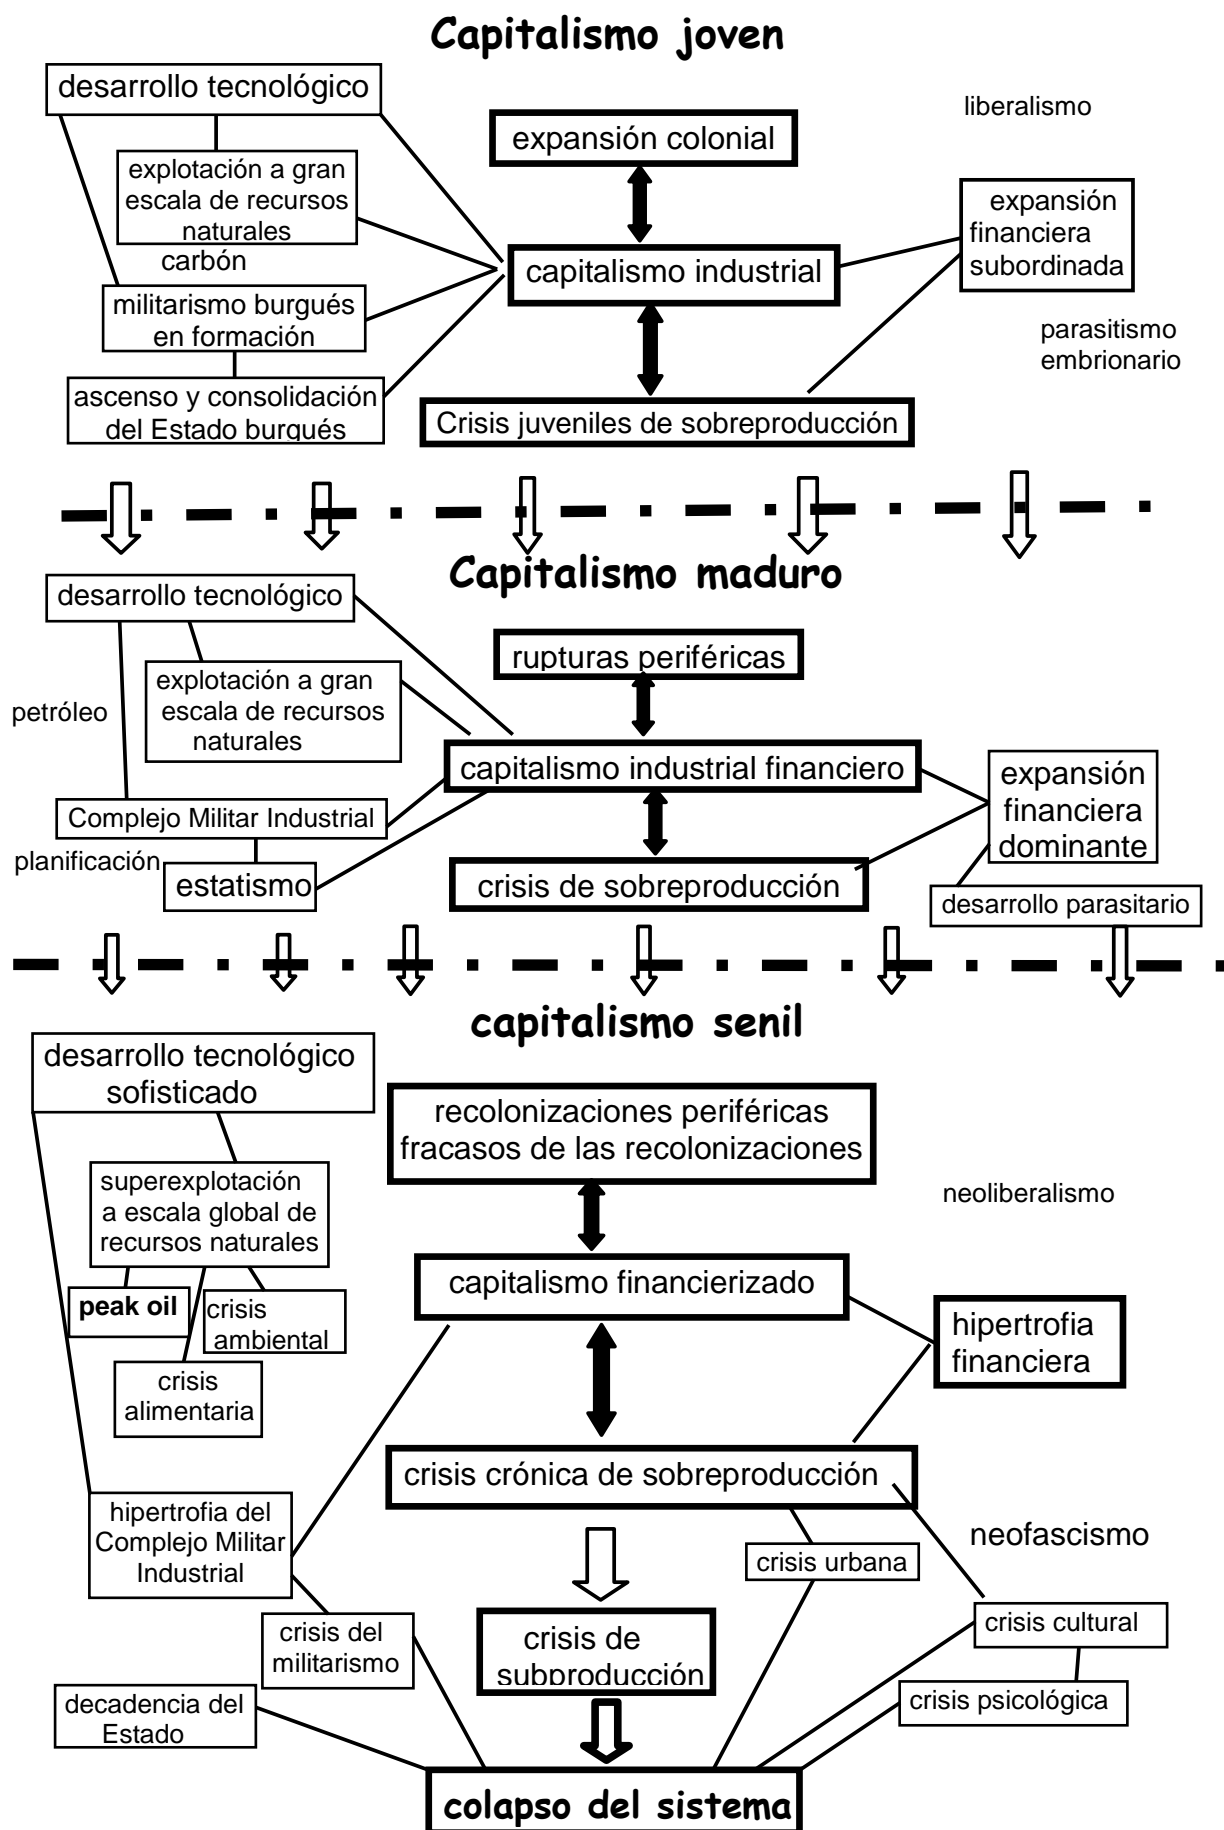 Capitalismo joven
desarrollo tecnológico
liberalismo
expansión colonial
explotación a gran
escala de recursos
naturales
carbón
expansión
financiera
subordinada
capitalismo industrial
militarismo burgués
en formación
parasitismo
embrionario
ascenso y consolidación
del Estado burgués
Crisis juveniles de sobreproducción
Capitalismo maduro
desarrollo tecnológico
rupturas periféricas
explotación a gran
escala de recursos
naturales
petróleo
capitalismo industrial financiero
expansión
financiera
dominante
Complejo Militar Industrial
planificación
estatismo
crisis de sobreproducción
desarrollo parasitario
capitalismo senil
desarrollo tecnológico
sofisticado
recolonizaciones periféricas
fracasos de las recolonizaciones
superexplotación
a escala global de
recursos naturales
neoliberalismo
capitalismo financierizado
peak oil
crisis
ambiental
hipertrofia
financiera
crisis
alimentaria
crisis crónica de sobreproducción
hipertrofia del
Complejo Militar
Industrial
neofascismo
crisis urbana
crisis del
militarismo
crisis de
subproducción
crisis cultural
crisis psicológica
decadencia del
Estado
colapso del sistema